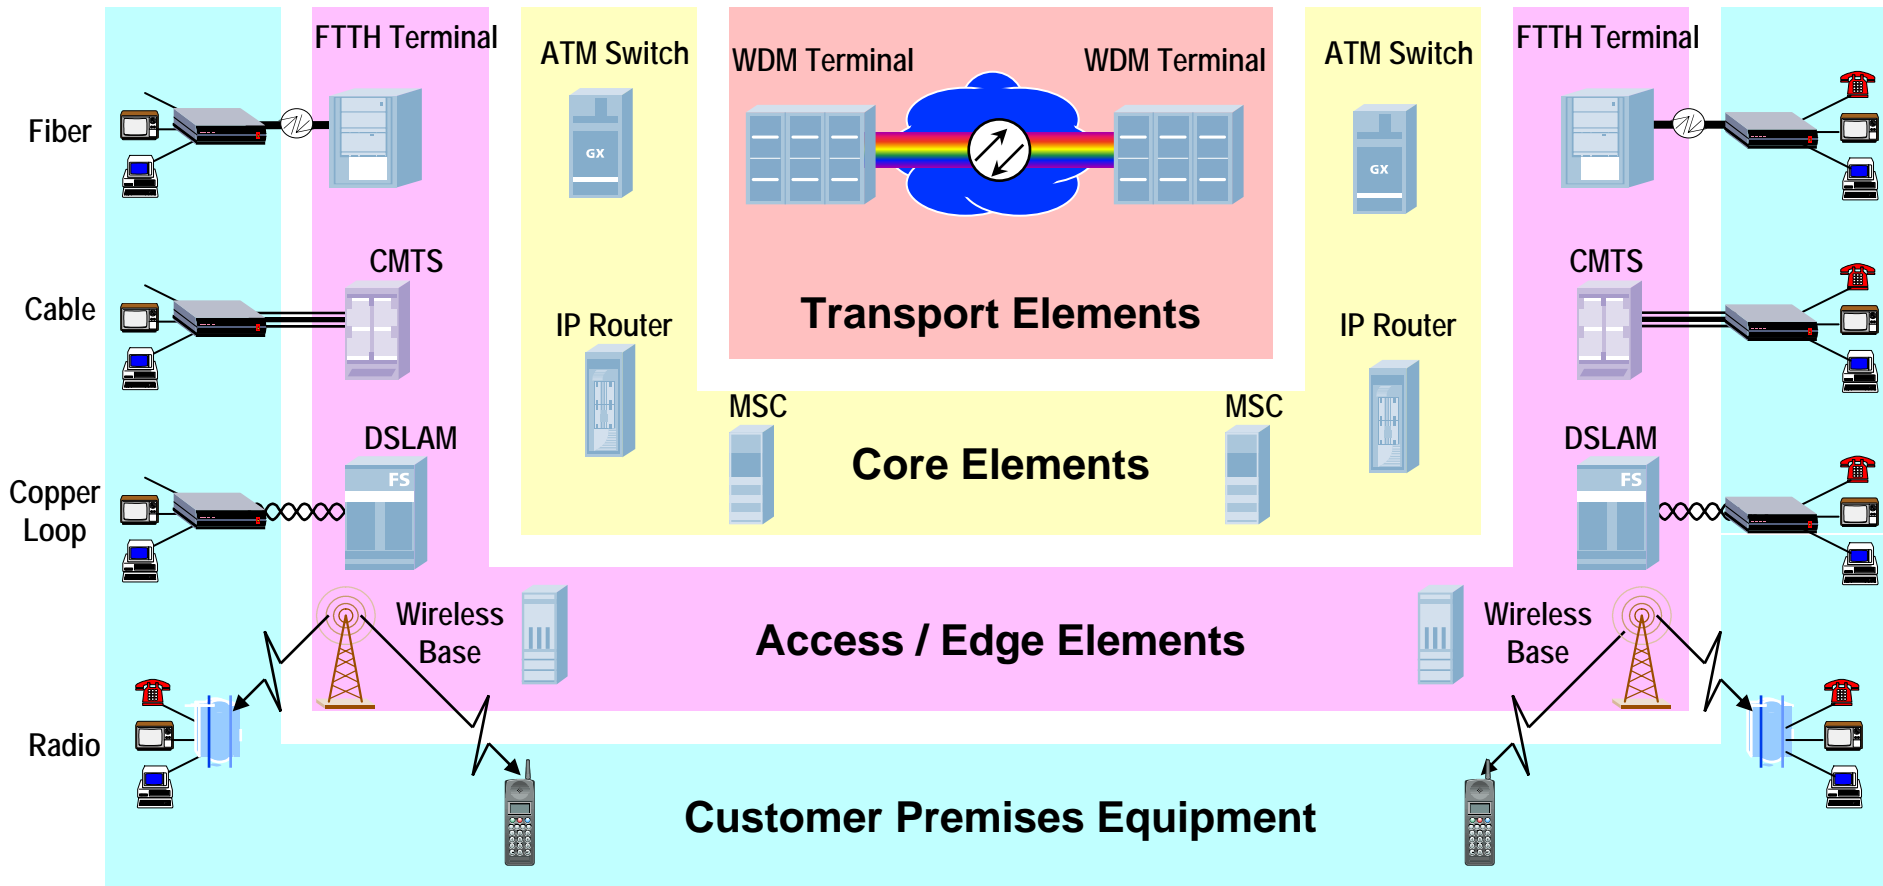 FTTH Terminal
ATM Switch
WDM Terminal
WDM Terminal
ATM Switch
FTTH Terminal
Fiber
GX
GX
CMTS
CMTS
Cable
Transport Elements
IP Router
IP Router
MSC
MSC
DSLAM
DSLAM
Core Elements
FS
FS
Copper
Loop
Wireless
Base
Wireless
Base
Access / Edge Elements
Radio
Customer Premises Equipment